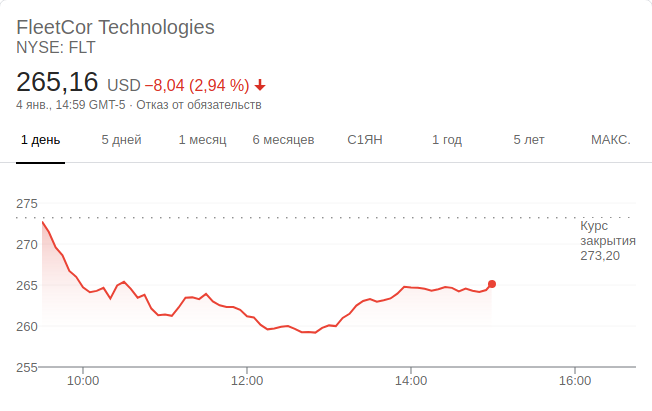 FleetCor Technologies
NYSE: FLT
265,16 USD −8,04 (2,94 %)
4 янв., 14:59 GMT-5 · Отказ от обязательств
1 день 5 дней 1 месяц 6 месяцев С1ЯН 1 год 5 лет МАКС.
275
Курс
закрытия
273,20
270
265
260
255
10:00 12:00 14:00 16:00